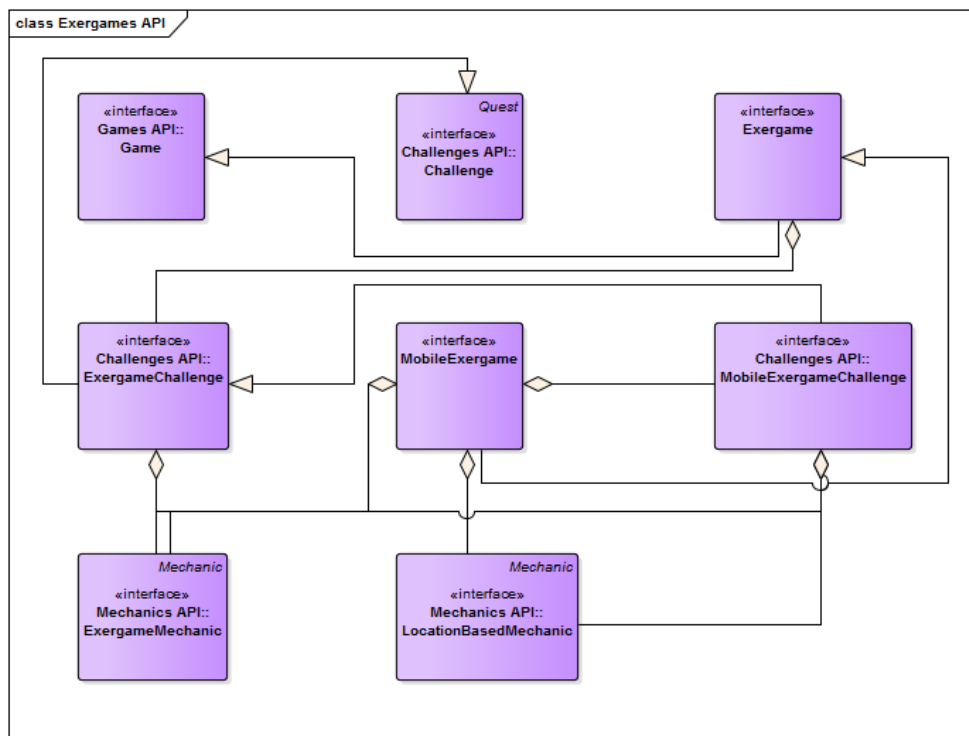 class Exergames API
«interface»
Games API::
Game
Quest
«interface»
Challenges API::
Challenge
«interface»
Exergame
«interface»
Challenges API::
ExergameChallenge
«interface»
MobileExergame
«interface»
Challenges API::
MobileExergameChallenge
Mechanic
«interface»
Mechanics API::
ExergameMechanic
Mechanic
«interface»
Mechanics API::
LocationBasedMechanic